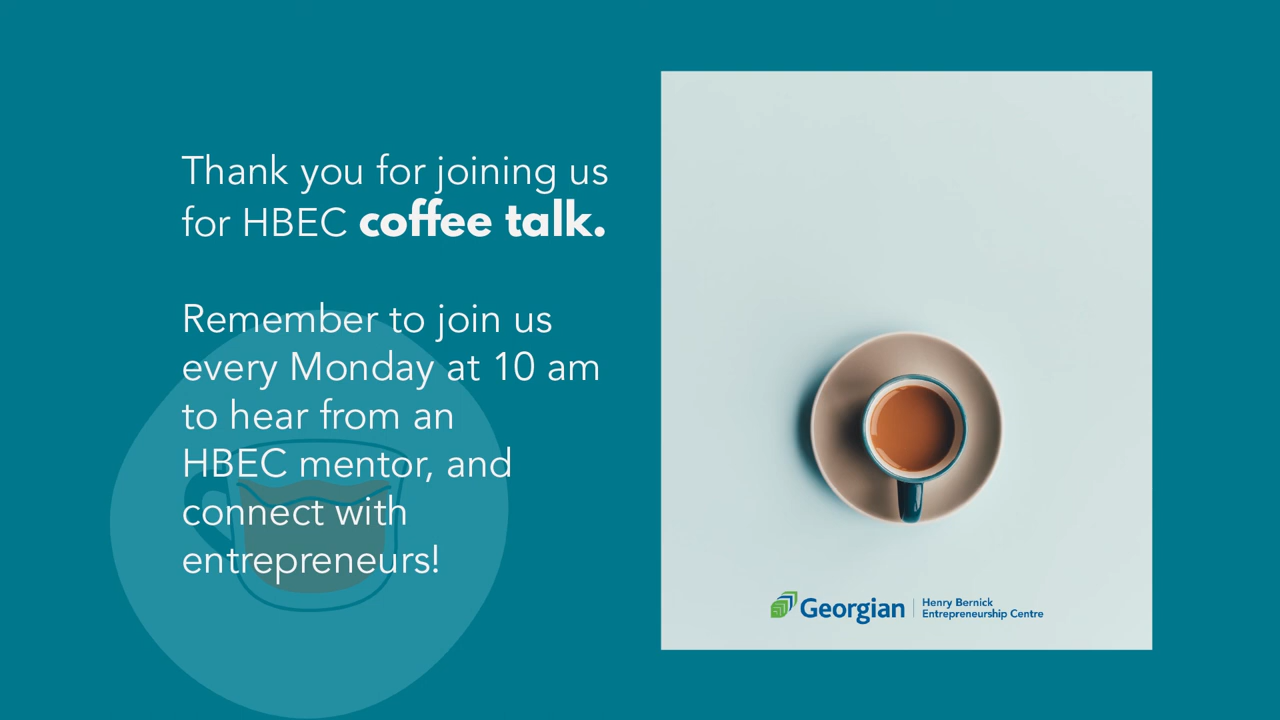 Thank you for joining us
for HBEC coffee talk.
Remember to join us
every Monday at 10 am
to hear from an
HBEC mentor, and
connect with
entrepreneurs!
Georgian
Henry Bernick
Entrepreneurship Centre